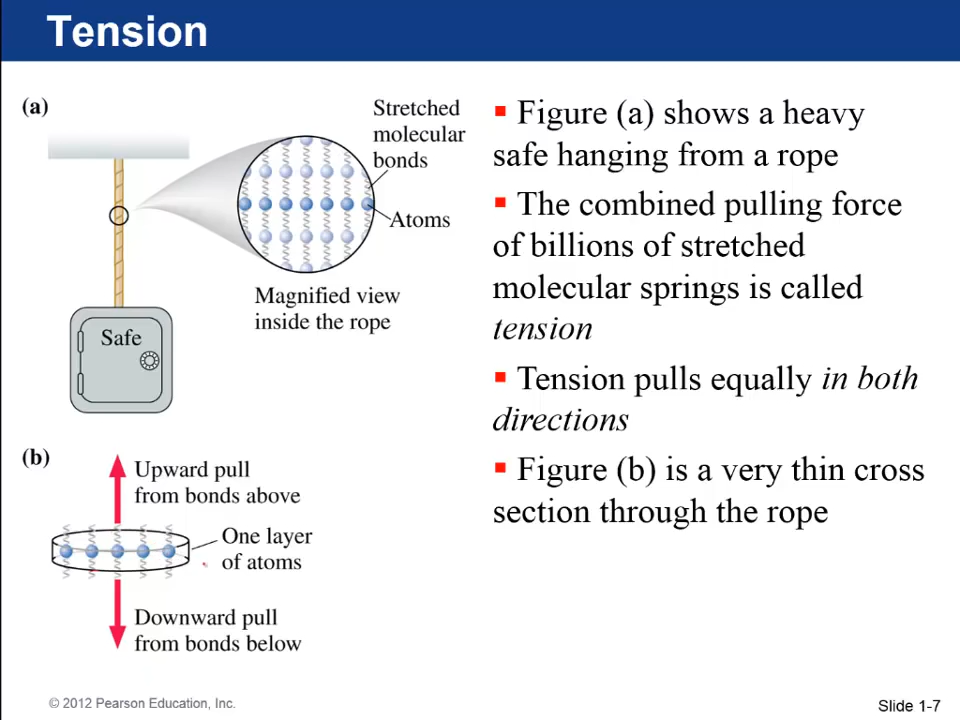 Tension
(a)
Stretched
molecular
bonds
Atoms
Magnified view
inside the rope
Safe
(b)
Upward pull
from bonds above
One layer
of atoms
Downward pull
from bonds below
▪ Figure (a) shows a heavy
safe hanging from a rope
▪ The combined pulling force
of billions of stretched
molecular springs is called
tension
▪ Tension pulls equally in both
directions
▪ Figure (b) is a very thin cross
section through the rope
© 2012 Pearson Education, Inc.
Slide 1-7